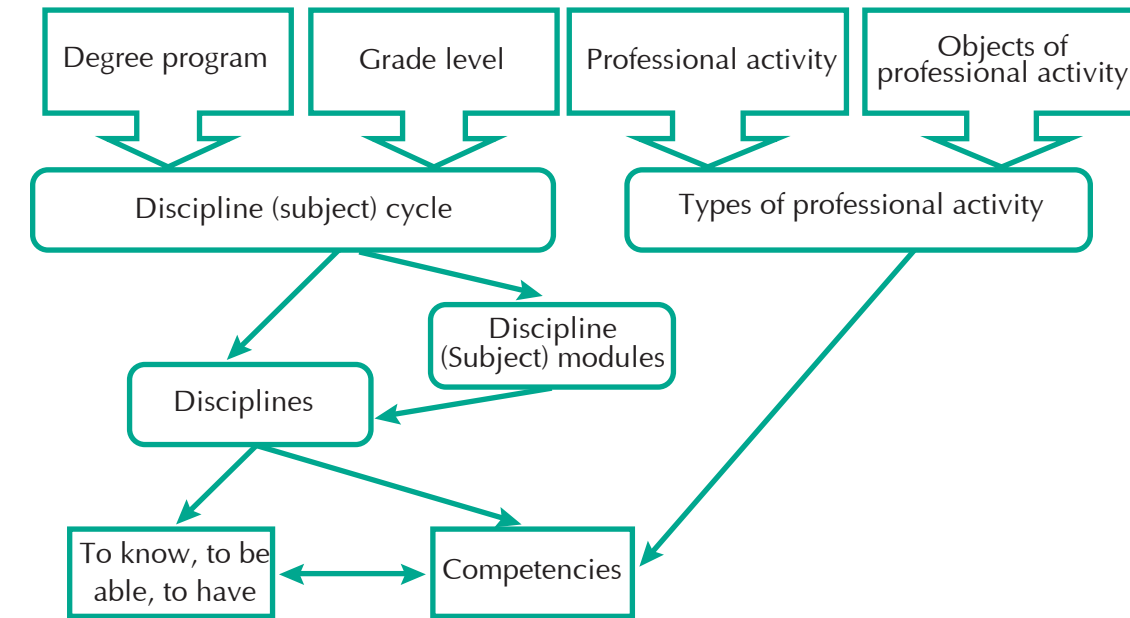 Degree program
Grade level
Professional activity
Objects of
professional activity
Discipline (subject) cycle
Types of professional activity
Discipline
(Subject) modules
Disciplines
To know, to be
able, to have
Competencies